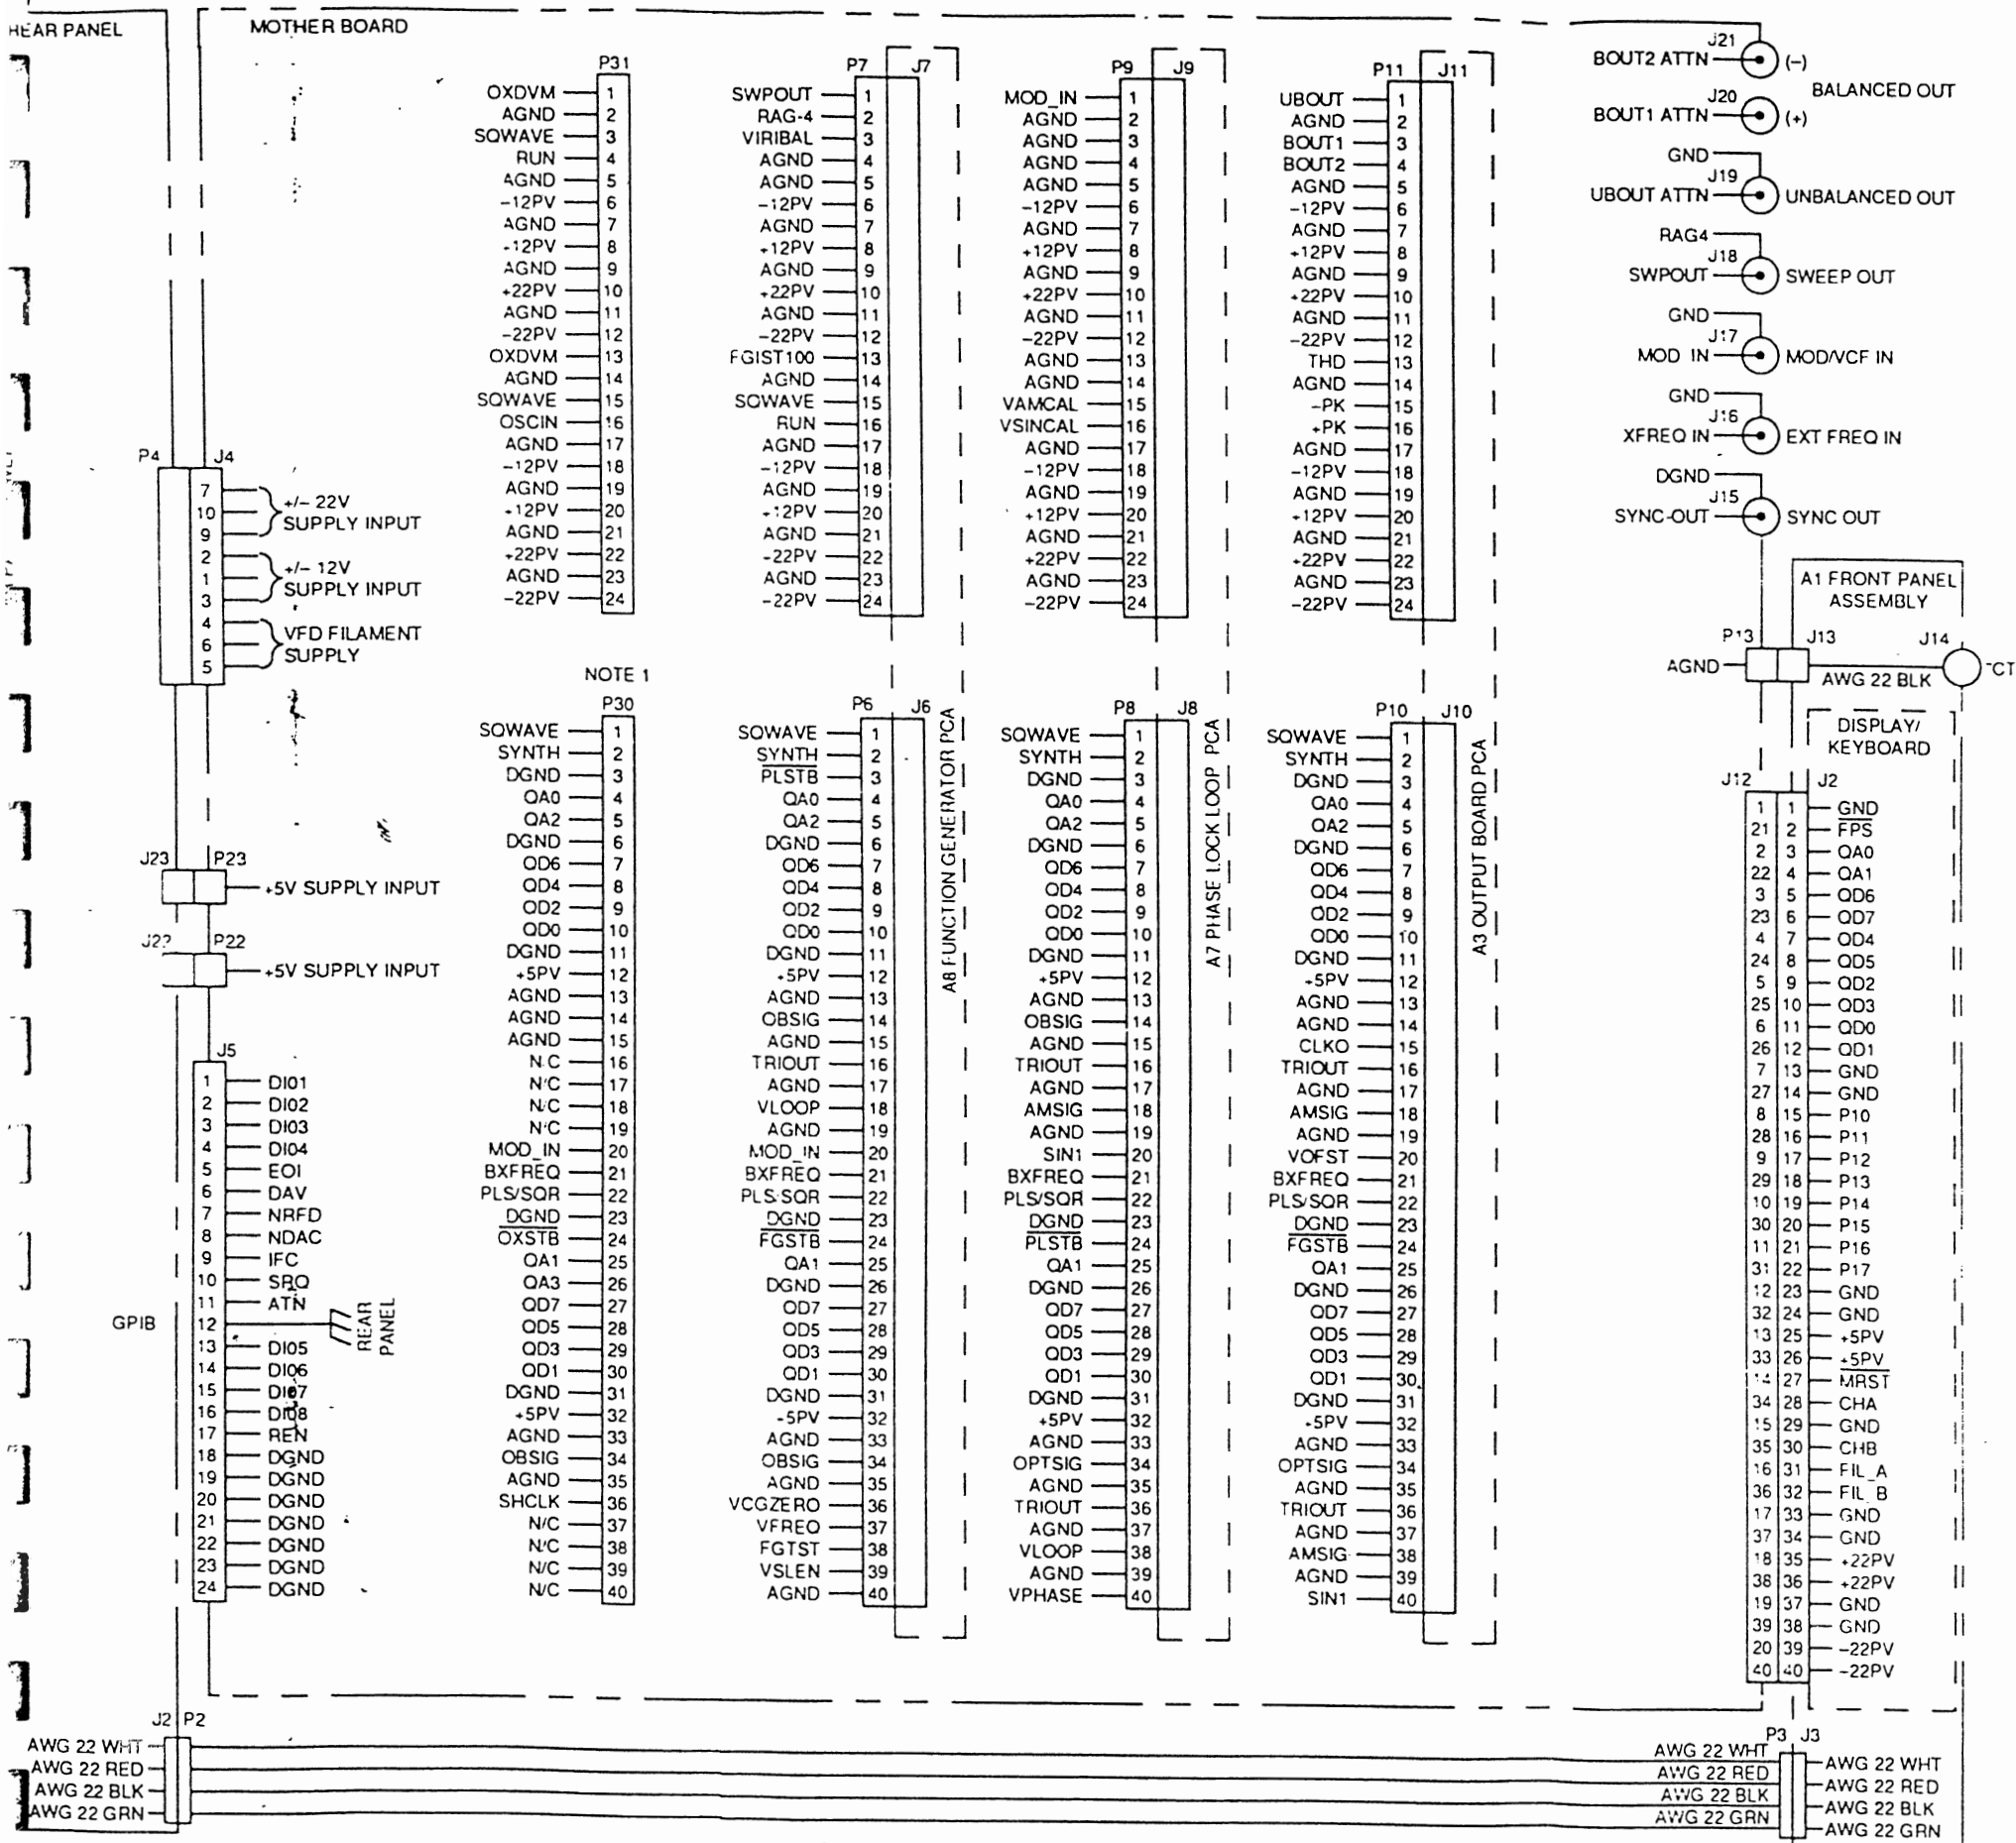 REAR PANEL
MOTHER BOARD
P4 J4
7
10 +/- 22V
9 SUPPLY INPUT
2
1 +/- 12V
3 SUPPLY INPUT
4
6 VFD FILAMENT
5 SUPPLY
J23 P23
+5V SUPPLY INPUT
J22 P22
+5V SUPPLY INPUT
GPIB
J5
1 DI01
2 DI02
3 DI03
4 DI04
5 EOI
6 DAV
7 NRFD
8 NDAC
9 IFC
10 SRQ
11 ATN
12 REAR PANEL
13 DI05
14 DI06
15 DI07
16 DI08
17 REN
18 DGND
19 DGND
20 DGND
21 DGND
22 DGND
23 DGND
24 DGND
P31
OXDVM 1
AGND 2
SQWAVE 3
RUN 4
AGND 5
-12PV 6
AGND 7
+12PV 8
AGND 9
+22PV 10
AGND 11
-22PV 12
OXDVM 13
AGND 14
SQWAVE 15
OSCIN 16
AGND 17
-12PV 18
AGND 19
+12PV 20
AGND 21
+22PV 22
AGND 23
-22PV 24
NOTE 1
P30
SQWAVE 1
SYNTH 2
DGND 3
QA0 4
QA2 5
DGND 6
QD6 7
QD4 8
QD2 9
QD0 10
DGND 11
+5PV 12
AGND 13
AGND 14
AGND 15
N/C 16
N/C 17
N/C 18
N/C 19
MOD_IN 20
BXFREQ 21
PLS/SQR 22
DGND 23
OXSTB 24
QA1 25
QA3 26
QD7 27
QD5 28
QD3 29
QD1 30
DGND 31
+5PV 32
AGND 33
OBSIG 34
AGND 35
SHCLK 36
N/C 37
N/C 38
N/C 39
N/C 40
P7 J7
SWPOUT 1
RAG-4 2
VIRIBAL 3
AGND 4
AGND 5
-12PV 6
AGND 7
+12PV 8
AGND 9
+22PV 10
AGND 11
-22PV 12
FGIST100 13
AGND 14
SQWAVE 15
RUN 16
AGND 17
-12PV 18
AGND 19
+12PV 20
AGND 21
-22PV 22
AGND 23
-22PV 24
P6 J6
SQWAVE 1
SYNTH 2
PLSTB 3
QA0 4
QA2 5
DGND 6
QD6 7
QD4 8
QD2 9
QD0 10
DGND 11
+5PV 12
AGND 13
OBSIG 14
AGND 15
TRIOUT 16
AGND 17
VLOOP 18
AGND 19
MOD_IN 20
BXFREQ 21
PLS/SQR 22
DGND 23
FGSTB 24
QA1 25
DGND 26
QD7 27
QD5 28
QD3 29
QD1 30
DGND 31
-5PV 32
AGND 33
OBSIG 34
AGND 35
VCGZERO 36
VFREQ 37
FGTST 38
VSLEN 39
AGND 40
A8 FUNCTION GENERATOR PCA
P9 J9
MOD_IN 1
AGND 2
AGND 3
AGND 4
AGND 5
-12PV 6
AGND 7
+12PV 8
AGND 9
+22PV 10
AGND 11
-22PV 12
AGND 13
AGND 14
VAMCAL 15
VSINCAL 16
AGND 17
-12PV 18
AGND 19
+12PV 20
AGND 21
+22PV 22
AGND 23
-22PV 24
P8 J8
SQWAVE 1
SYNTH 2
DGND 3
QA0 4
QA2 5
DGND 6
QD6 7
QD4 8
QD2 9
QD0 10
DGND 11
+5PV 12
AGND 13
OBSIG 14
AGND 15
TRIOUT 16
AGND 17
AMSIG 18
AGND 19
SIN1 20
BXFREQ 21
PLS/SQR 22
DGND 23
PLSTB 24
QA1 25
DGND 26
QD7 27
QD5 28
QD3 29
QD1 30
DGND 31
+5PV 32
AGND 33
OPTSIG 34
AGND 35
TRIOUT 36
AGND 37
VLOOP 38
AGND 39
VPHASE 40
A7 PHASE LOCK LOOP PCA
P11 J11
UBOUT 1
AGND 2
BOUT1 3
BOUT2 4
AGND 5
-12PV 6
AGND 7
+12PV 8
AGND 9
+22PV 10
AGND 11
-22PV 12
THD 13
AGND 14
-PK 15
+PK 16
AGND 17
-12PV 18
AGND 19
+12PV 20
AGND 21
+22PV 22
AGND 23
-22PV 24
P10 J10
SQWAVE 1
SYNTH 2
DGND 3
QA0 4
QA2 5
DGND 6
QD6 7
QD4 8
QD2 9
QD0 10
DGND 11
+5PV 12
AGND 13
AGND 14
CLKO 15
TRIOUT 16
AGND 17
AMSIG 18
AGND 19
VOFST 20
BXFREQ 21
PLS/SQR 22
DGND 23
FGSTB 24
QA1 25
DGND 26
QD7 27
QD5 28
QD3 29
QD1 30
DGND 31
+5PV 32
AGND 33
OPTSIG 34
AGND 35
TRIOUT 36
AGND 37
AMSIG 38
AGND 39
SIN1 40
A3 OUTPUT BOARD PCA
J21
BOUT2 ATTN (-)
BALANCED OUT
J20
BOUT1 ATTN (+)
GND
J19
UBOUT ATTN UNBALANCED OUT
RAG4
J18
SWPOUT SWEEP OUT
GND
J17
MOD IN MOD/VCF IN
GND
J16
XFREQ IN EXT FREQ IN
DGND
J15
SYNC-OUT SYNC OUT
A1 FRONT PANEL
ASSEMBLY
P13 J13 J14
AGND
AWG 22 BLK
DISPLAY/
KEYBOARD
J12 J2
1 1 GND
21 2 FPS
2 3 QA0
22 4 QA1
3 5 QD6
23 6 QD7
4 7 QD4
24 8 QD5
5 9 QD2
25 10 QD3
6 11 QD0
26 12 QD1
7 13 GND
27 14 GND
8 15 P10
28 16 P11
9 17 P12
29 18 P13
10 19 P14
30 20 P15
11 21 P16
31 22 P17
12 23 GND
32 24 GND
13 25 +5PV
33 26 +5PV
14 27 MRST
34 28 CHA
15 29 GND
35 30 CHB
16 31 FIL_A
36 32 FIL_B
17 33 GND
37 34 GND
18 35 +22PV
38 36 +22PV
19 37 GND
39 38 GND
20 39 -22PV
40 40 -22PV
J2 P2
AWG 22 WHT
AWG 22 RED
AWG 22 BLK
AWG 22 GRN
P3 J3
AWG 22 WHT AWG 22 WHT
AWG 22 RED AWG 22 RED
AWG 22 BLK AWG 22 BLK
AWG 22 GRN AWG 22 GRN